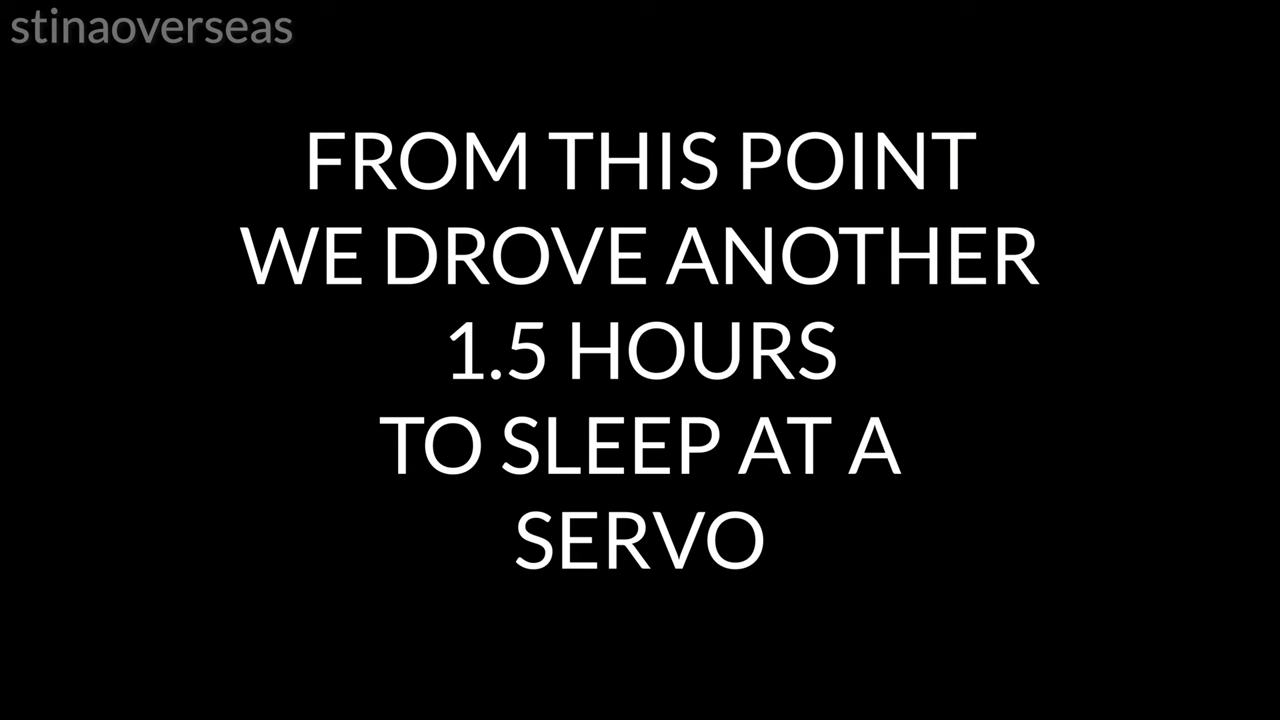 stinaoverseas
FROM THIS POINT
WE DROVE ANOTHER
1.5 HOURS
TO SLEEP AT A
SERVO